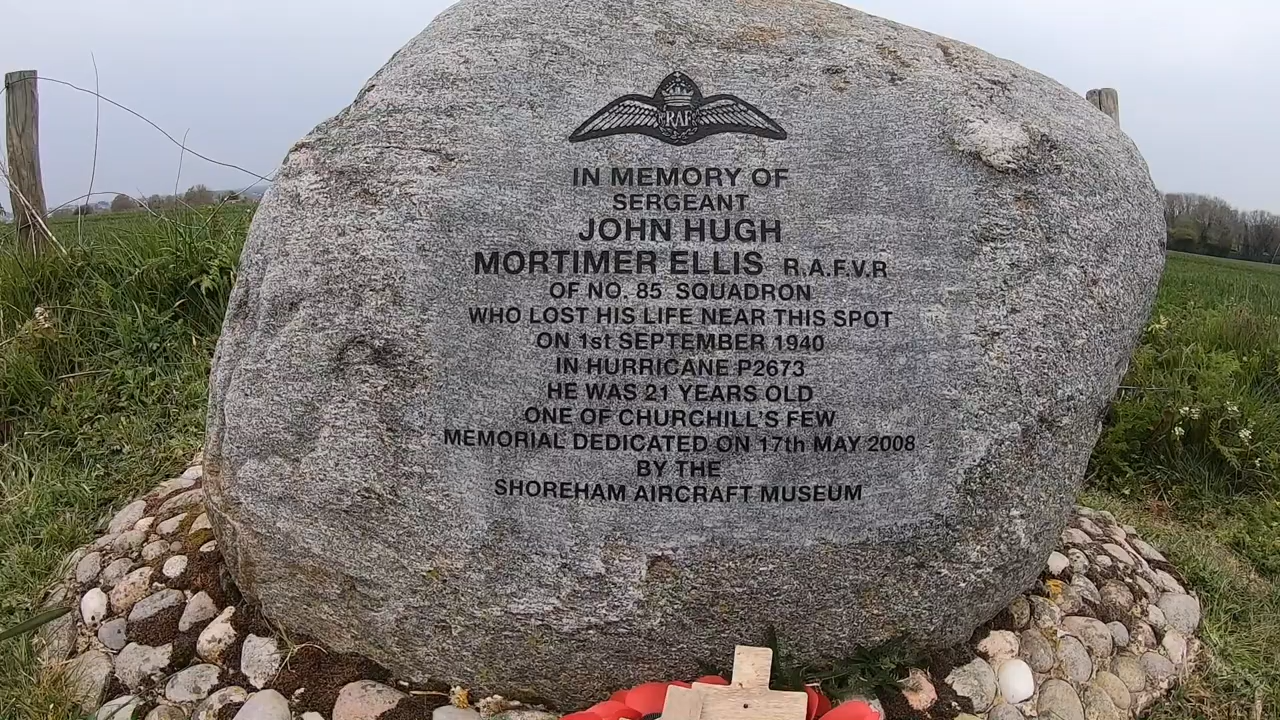 RAF
IN MEMORY OF
SERGEANT
JOHN HUGH
MORTIMER ELLIS R.A.F.V.R
OF NO. 85 SQUADRON
WHO LOST HIS LIFE NEAR THIS SPOT
ON 1st SEPTEMBER 1940
IN HURRICANE P2673
HE WAS 21 YEARS OLD
ONE OF CHURCHILL'S FEW
MEMORIAL DEDICATED ON 17th MAY 2008
BY THE
SHOREHAM AIRCRAFT MUSEUM